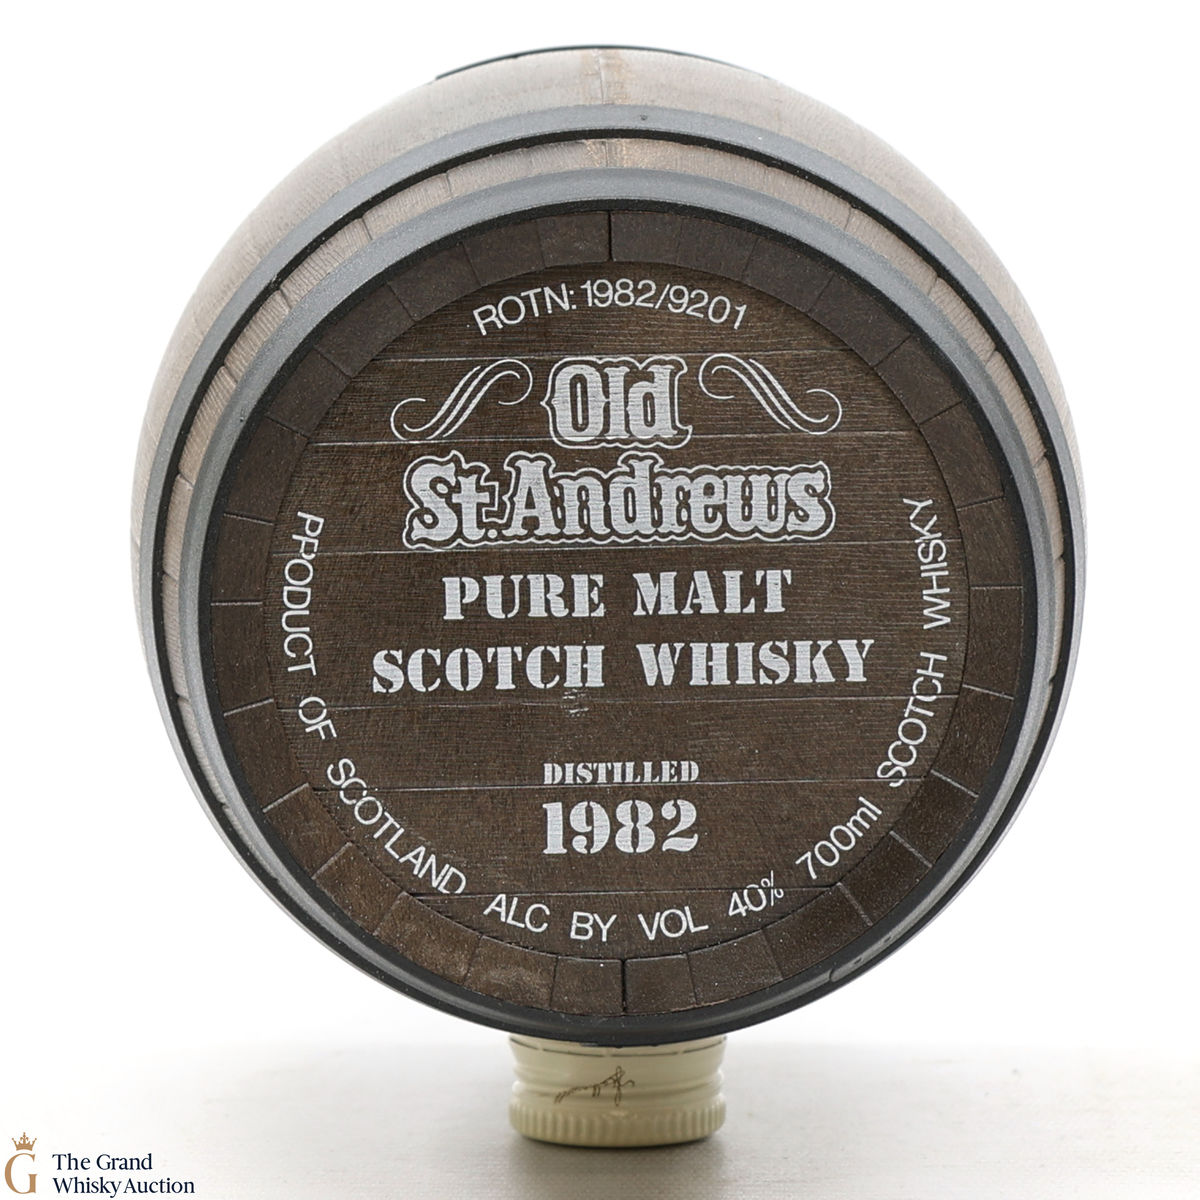 ROTN: 1982/9201
Old
St. Andrews
PURE MALT
SCOTCH WHISKY
DISTILLED
1982
PPODUCT OF SCOTLAND ALC BY VOL 40% 700ml SCOTCH WHISKY
The Grand
Whisky Auction